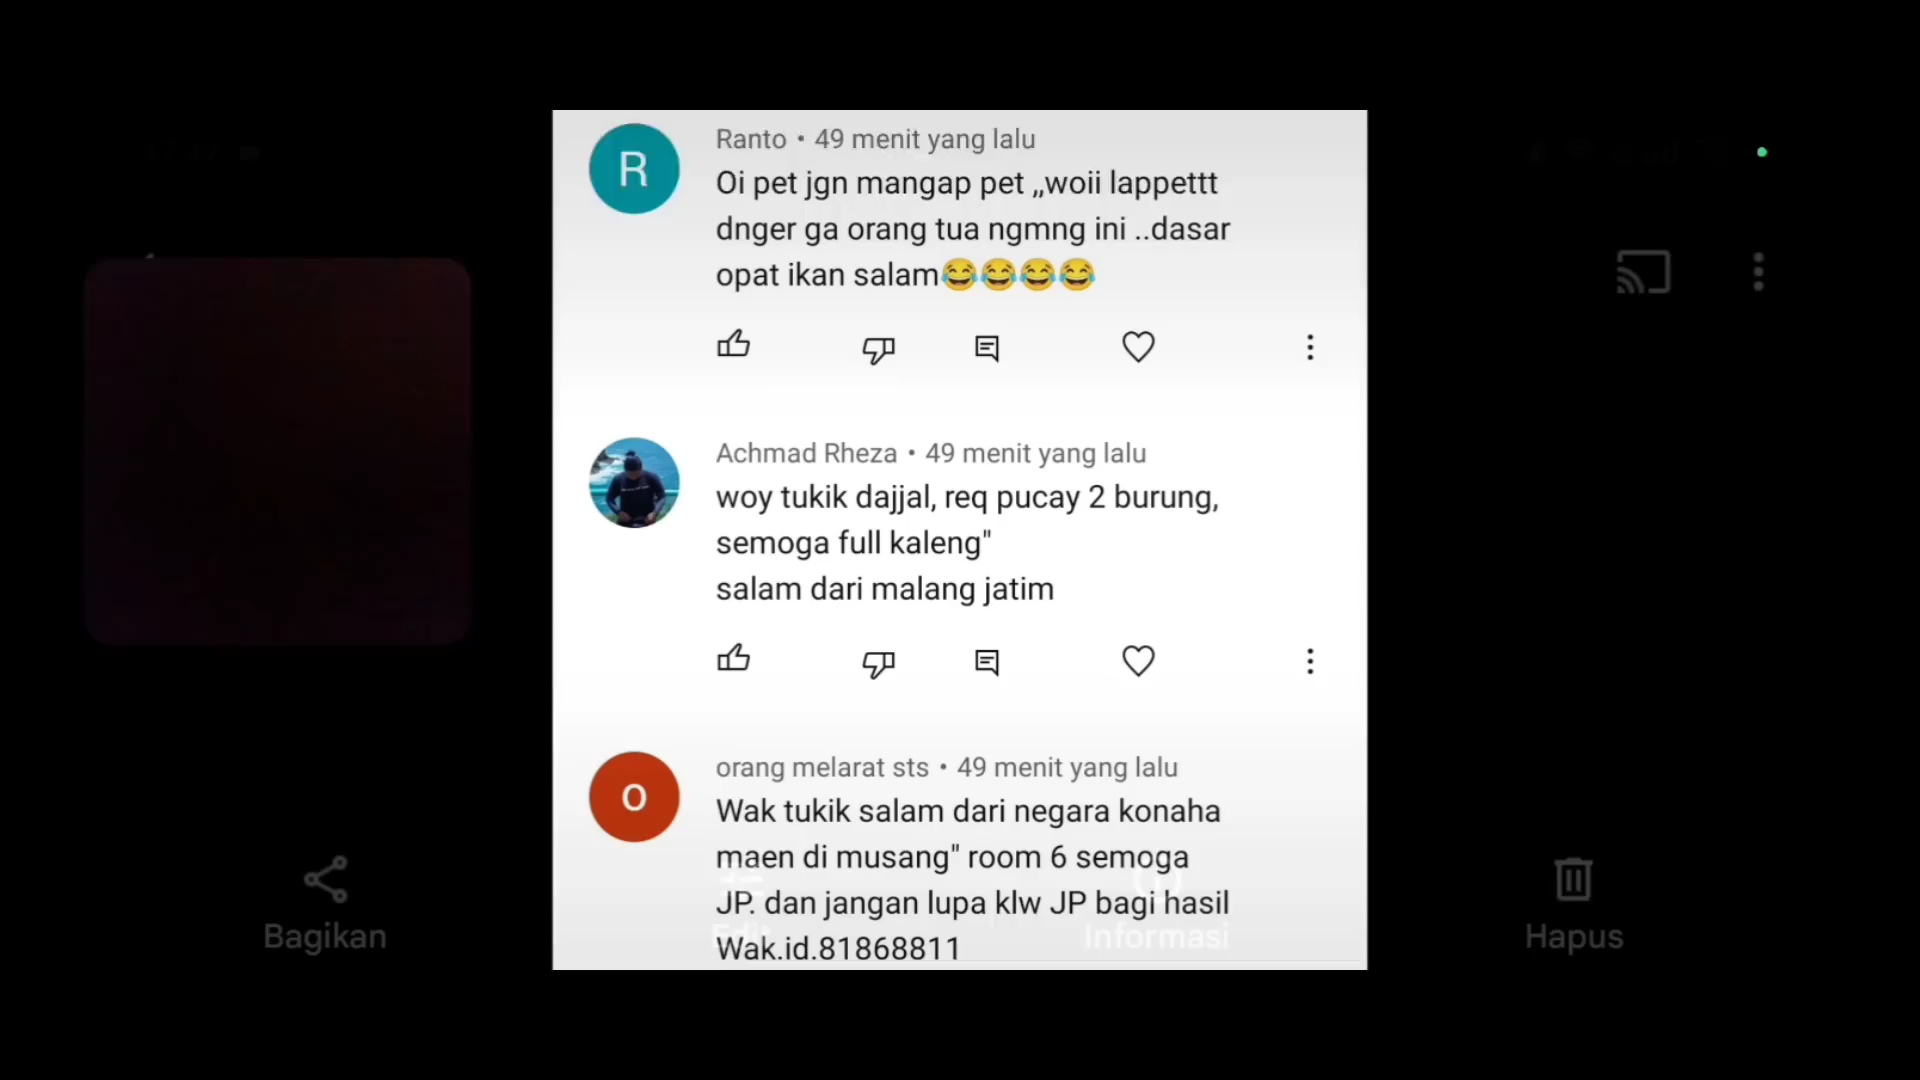 R
Ranto • 49 menit yang lalu
Oi pet jgn mangap pet ,,woii lappettt
dnger ga orang tua ngmng ini ..dasar
opat ikan salam😂😂😂😂
Achmad Rheza • 49 menit yang lalu
woy tukik dajjal, req pucay 2 burung,
semoga full kaleng"
salam dari malang jatim
o
orang melarat sts • 49 menit yang lalu
Wak tukik salam dari negara konaha
maen di musang" room 6 semoga
JP. dan jangan lupa klw JP bagi hasil
Wak.id.81868811
Bagikan
Edit
Informasi
Hapus